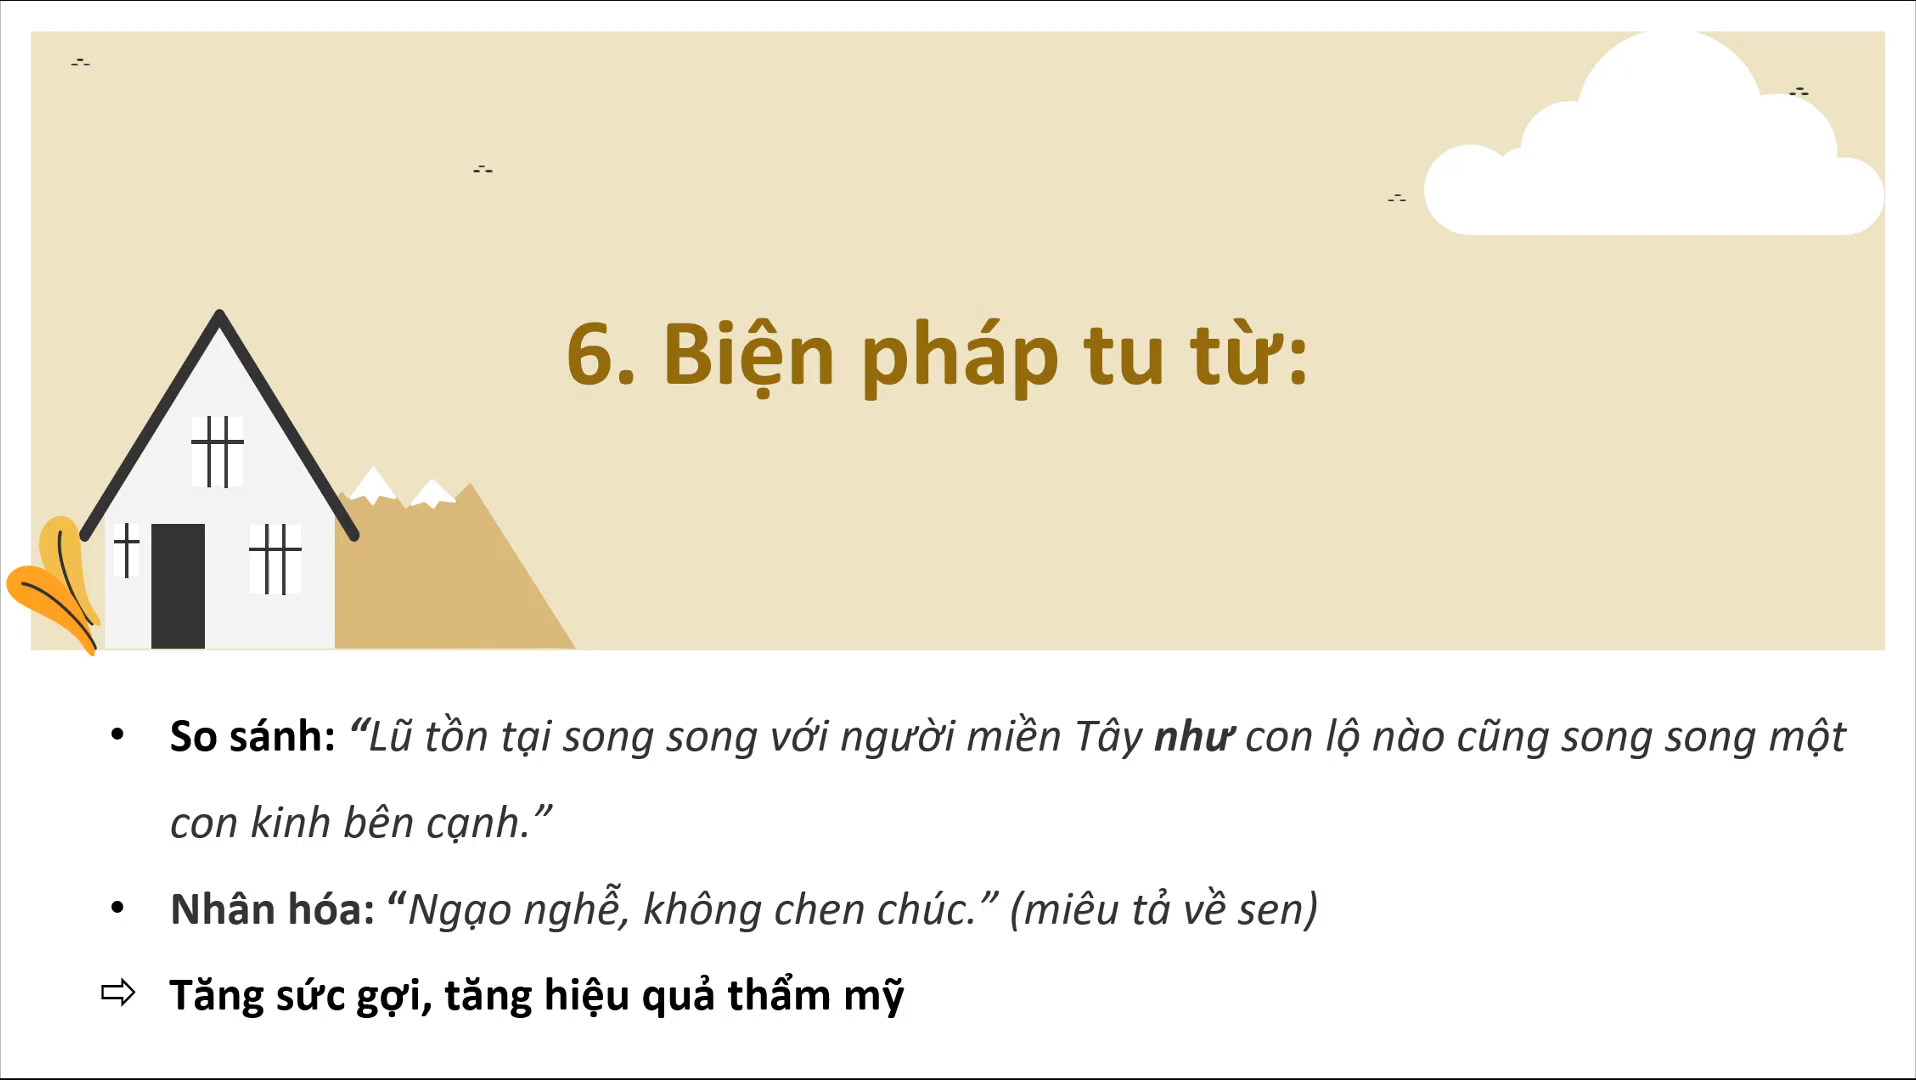 6. Biện pháp tu từ:
• So sánh: “Lũ tồn tại song song với người miền Tây như con lộ nào cũng song song một
con kinh bên cạnh.”
• Nhân hóa: “Ngạo nghễ, không chen chúc.” (miêu tả về sen)
⇨ Tăng sức gợi, tăng hiệu quả thẩm mỹ